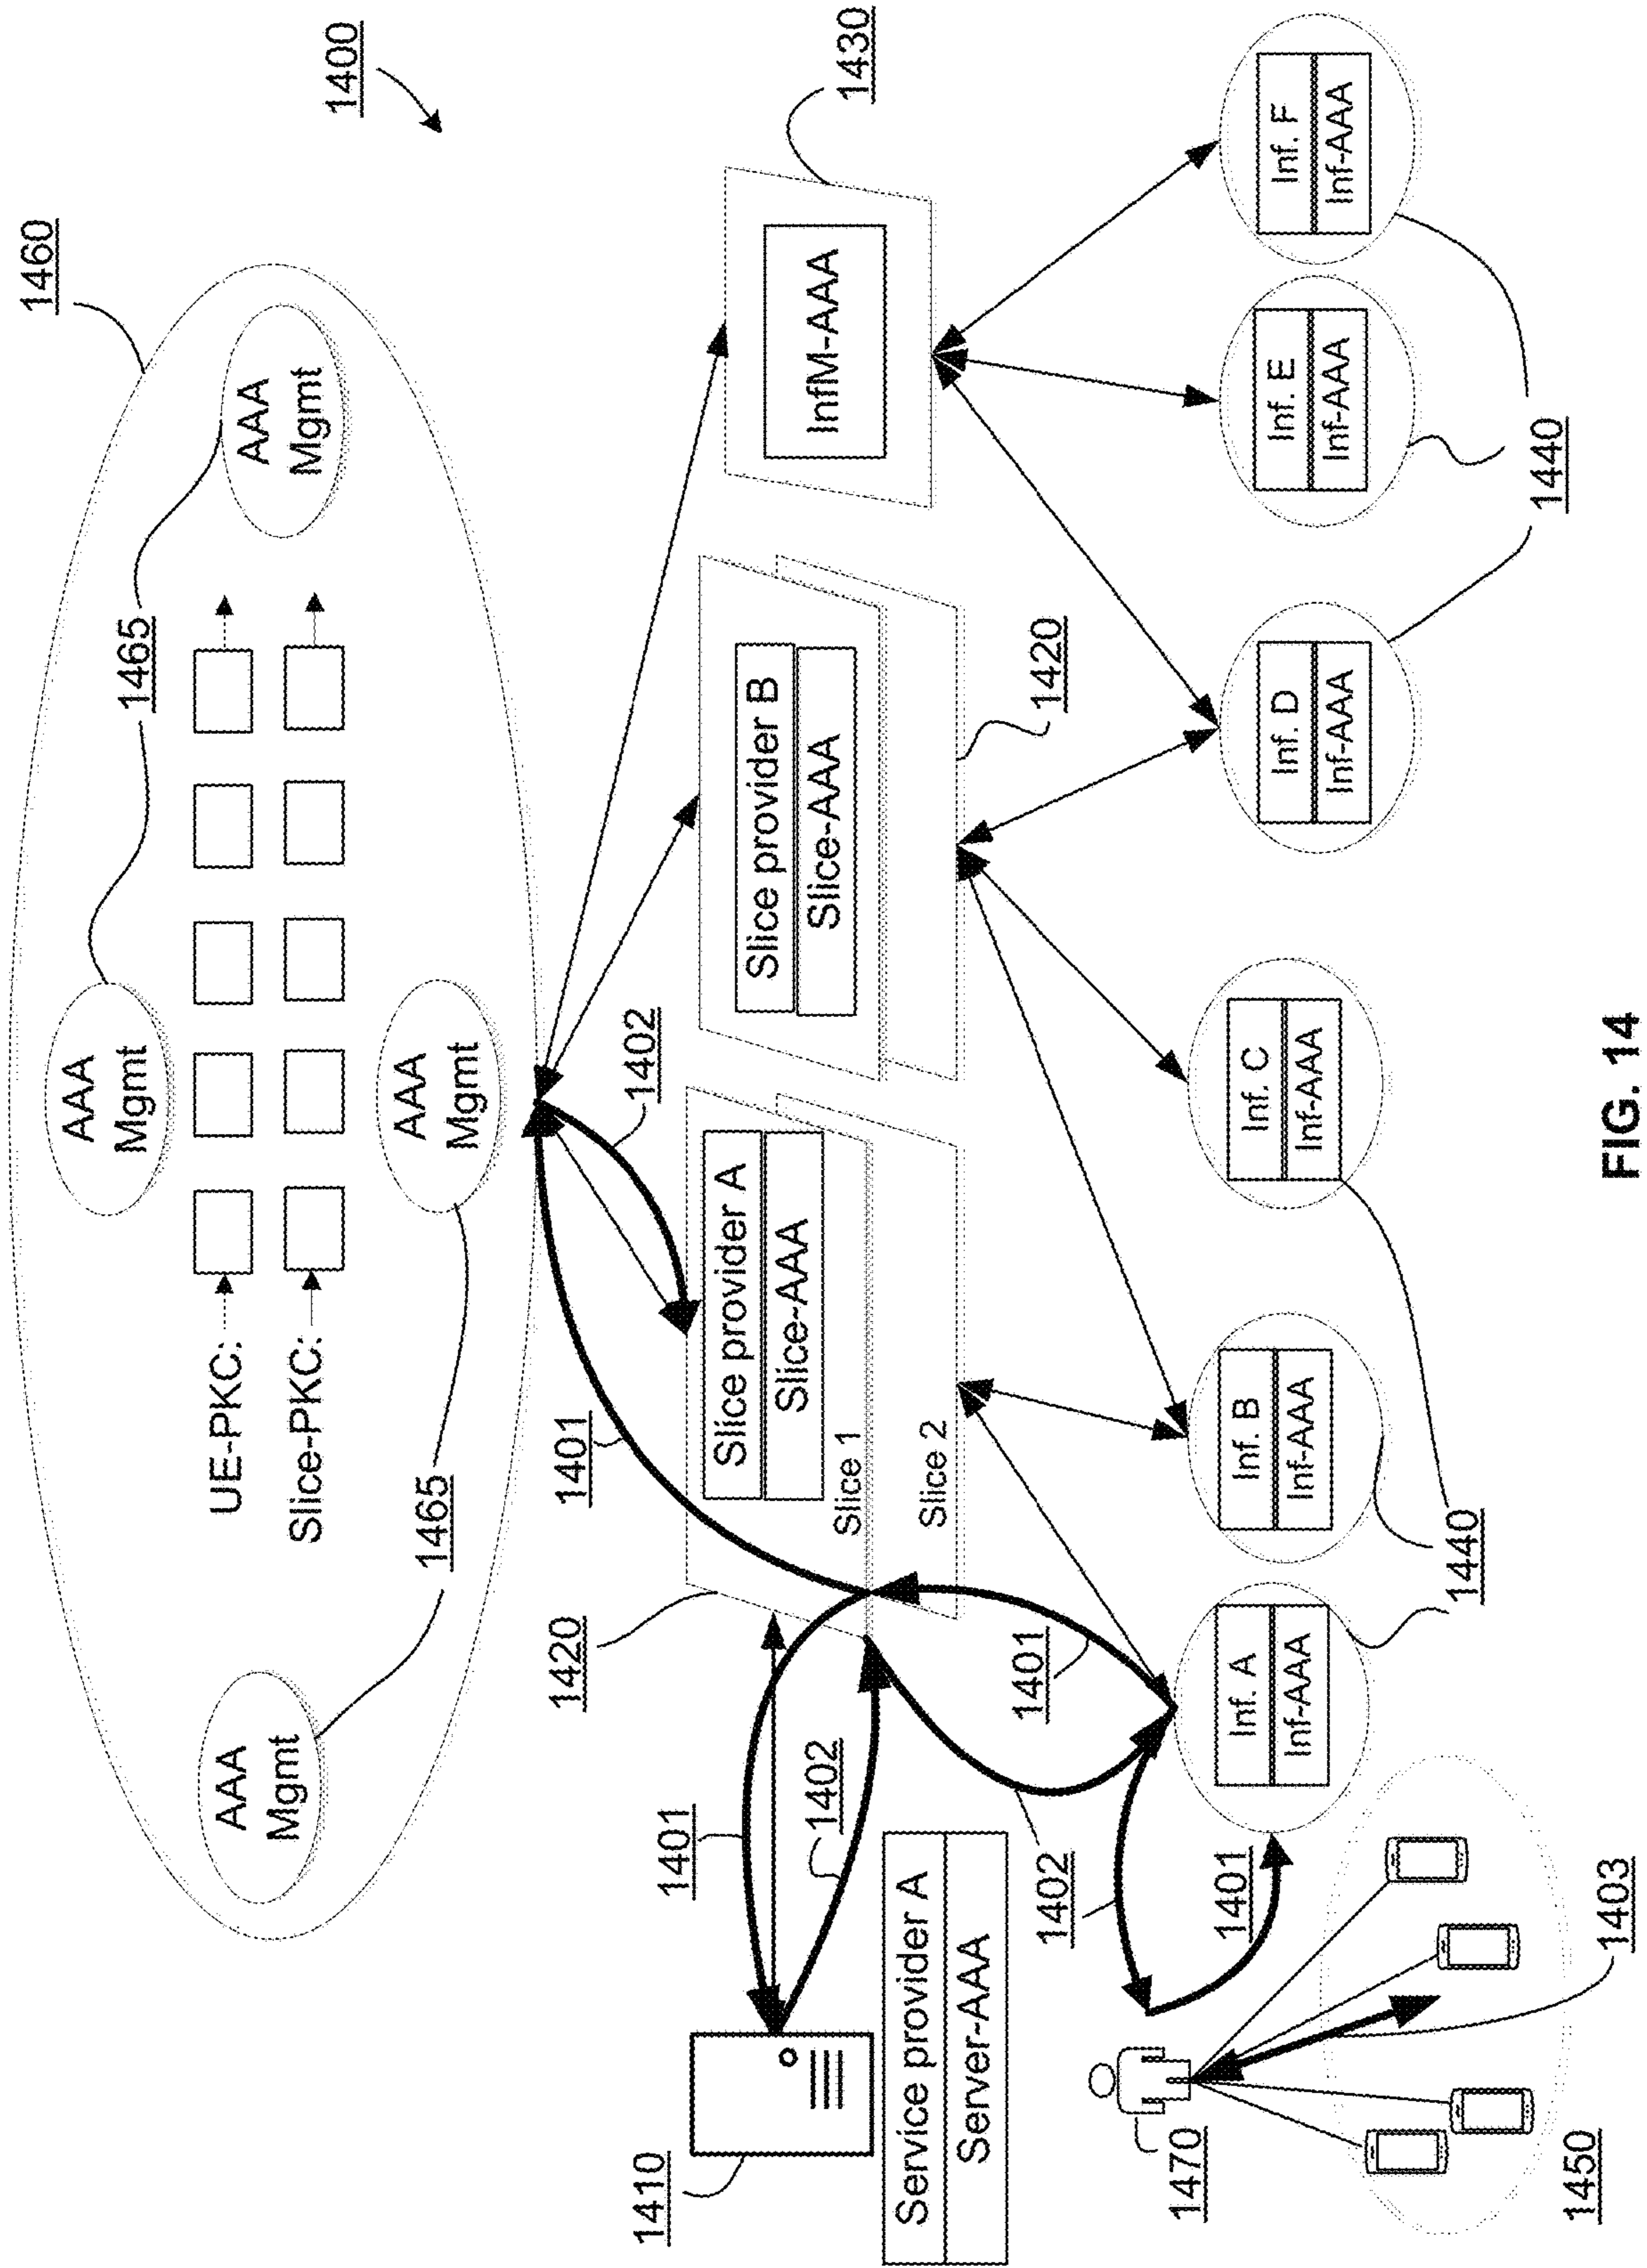 1460
1400
AAA
Mgmt
1465
AAA
Mgmt
AAA
Mgmt
UE-PKC:
Slice-PKC:
1465
AAA
Mgmt
1401
1402
1430
1420
Slice provider A
Slice-AAA
Slice 1
Slice 2
Slice provider B
Slice-AAA
1420
InfM-AAA
1410
1401
1402
Service provider A
Server-AAA
1401
1402
1401
1470
1450
1403
Inf. A
Inf-AAA
Inf. B
Inf-AAA
Inf. C
Inf-AAA
Inf. D
Inf-AAA
Inf. E
Inf-AAA
Inf. F
Inf-AAA
1440
1440
FIG. 14